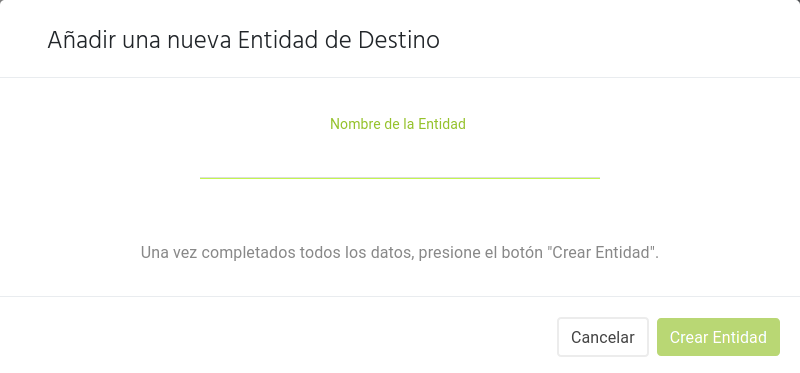 Añadir una nueva Entidad de Destino
Nombre de la Entidad
Una vez completados todos los datos, presione el botón "Crear Entidad".
Cancelar
Crear Entidad